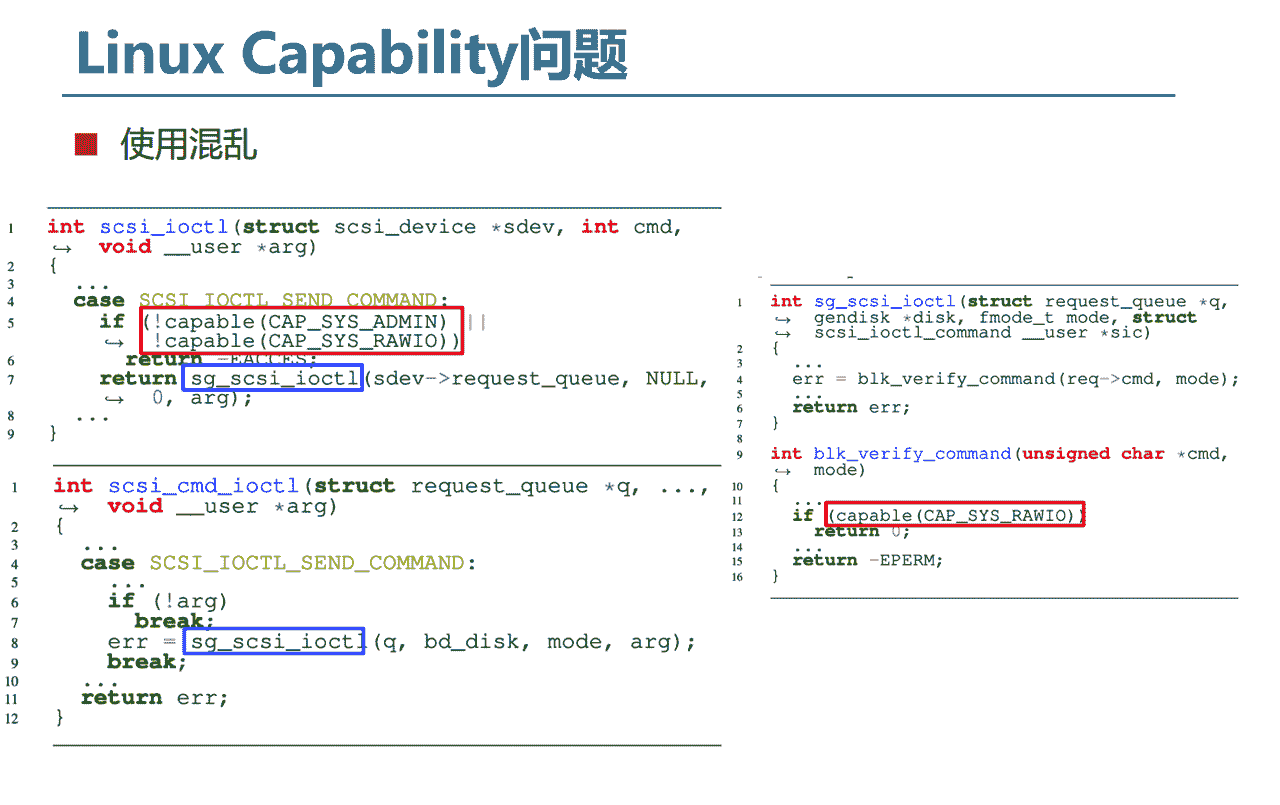 Linux Capability问题
使用混乱
1 int scsi_ioctl(struct scsi_device *sdev, int cmd,
↪ void __user *arg)
2 {
3 ...
4 case SCSI_IOCTL_SEND_COMMAND:
5 if (!capable(CAP_SYS_ADMIN) ||
↪ !capable(CAP_SYS_RAWIO))
6 return -EACCES;
7 return sg_scsi_ioctl(sdev->request_queue, NULL,
↪ 0, arg);
8 ...
9 }
1 int scsi_cmd_ioctl(struct request_queue *q, ...,
↪ void __user *arg)
2 {
3 ...
4 case SCSI_IOCTL_SEND_COMMAND:
5 ...
6 if (!arg)
7 break;
8 err = sg_scsi_ioctl(q, bd_disk, mode, arg);
9 break;
10 ...
11 return err;
12 }
1 int sg_scsi_ioctl(struct request_queue *q,
↪ gendisk *disk, fmode_t mode, struct
↪ scsi_ioctl_command __user *sic)
2 {
3 ...
4 err = blk_verify_command(req->cmd, mode);
5 ...
6 return err;
7 }
8
9 int blk_verify_command(unsigned char *cmd,
↪ mode)
10 {
11 ...
12 if (capable(CAP_SYS_RAWIO))
13 return 0;
14 ...
15 return -EPERM;
16 }